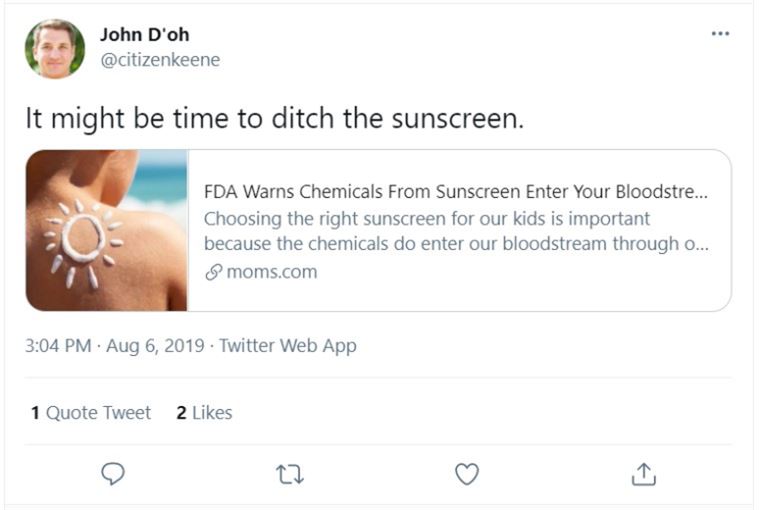 John D'oh
@citizenkeene
It might be time to ditch the sunscreen.
FDA Warns Chemicals From Sunscreen Enter Your Bloodstre...
Choosing the right sunscreen for our kids is important
because the chemicals do enter our bloodstream through o...
moms.com
3:04 PM · Aug 6, 2019 · Twitter Web App
1 Quote Tweet 2 Likes